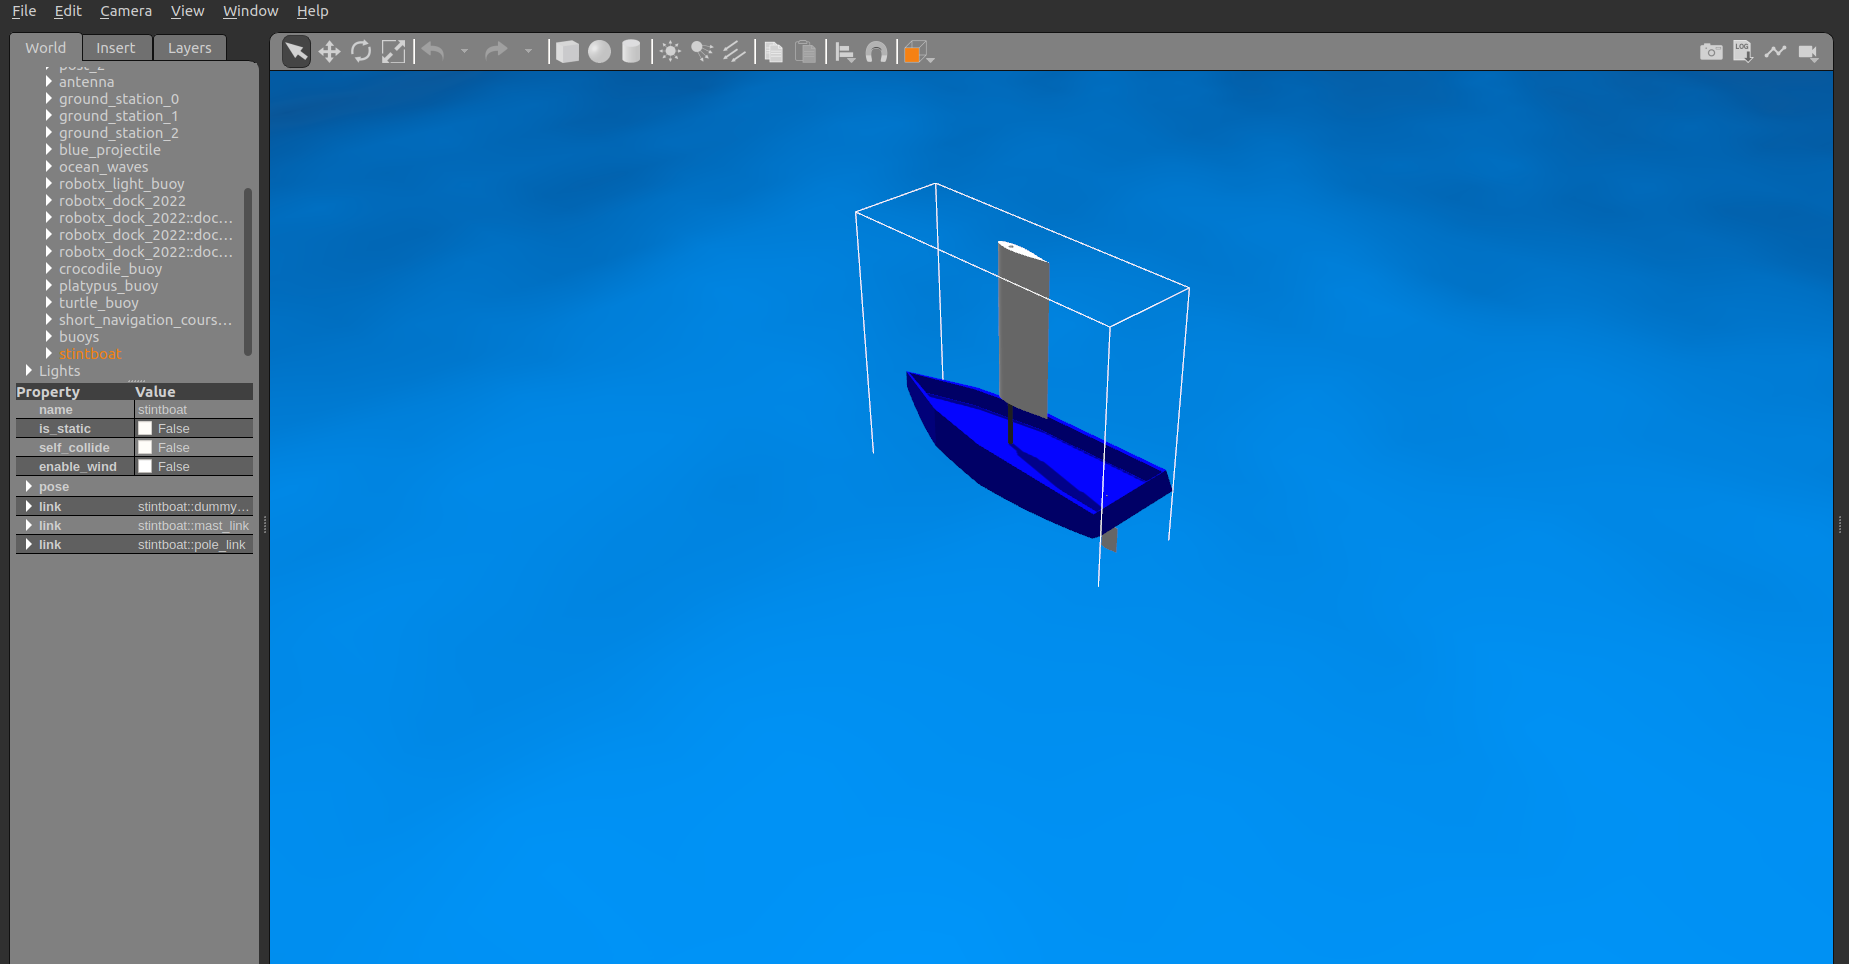 File Edit Camera View Window Help
World Insert Layers
LOG
post_2
antenna
ground_station_0
ground_station_1
ground_station_2
blue_projectile
ocean_waves
robotx_light_buoy
robotx_dock_2022
robotx_dock_2022::doc...
robotx_dock_2022::doc...
robotx_dock_2022::doc...
crocodile_buoy
platypus_buoy
turtle_buoy
short_navigation_cours...
buoys
stintboat
Lights
Property Value
name stintboat
is_static False
self_collide False
enable_wind False
pose
link stintboat::dummy...
link stintboat::mast_link
link stintboat::pole_link